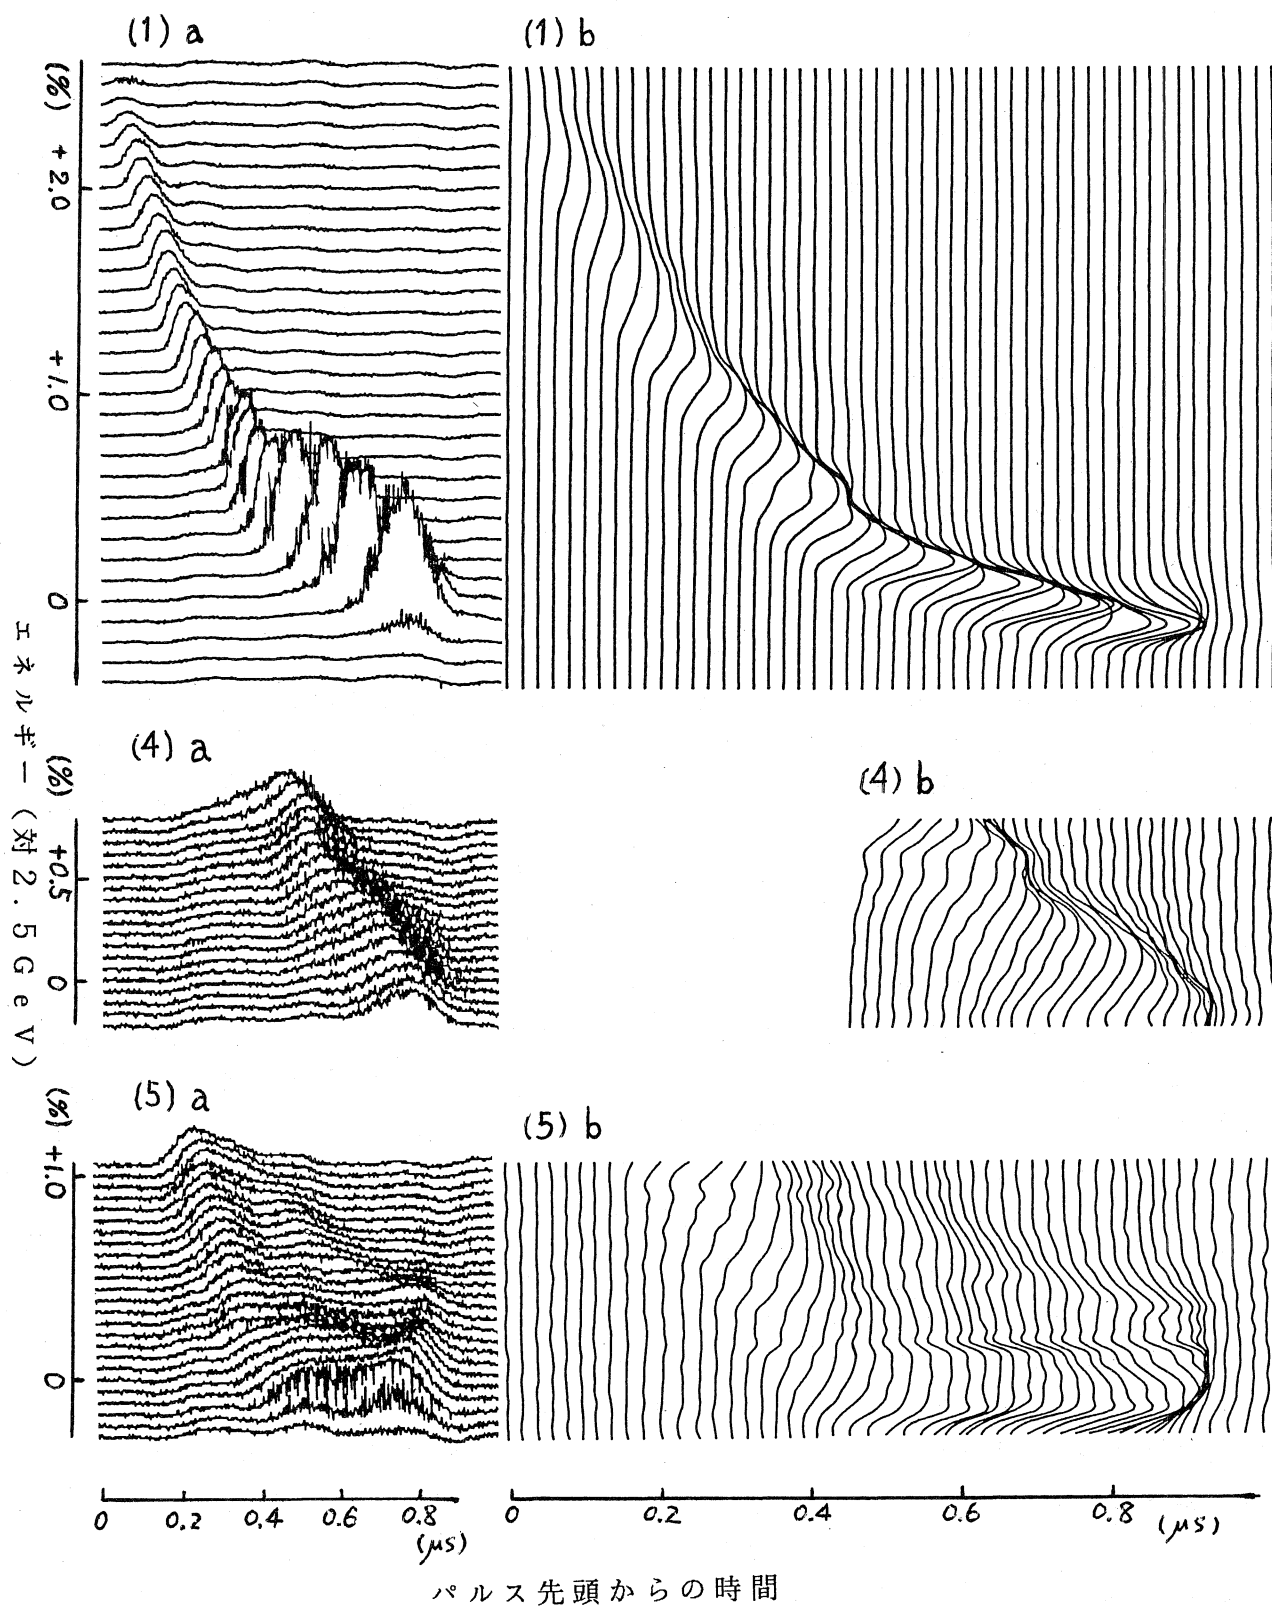 (1) a
(1) b
(%)
+2.0
+1.0
0
(4) a
(4) b
(%)
+0.5
0
(5) a
(5) b
(%)
+1.0
0
エネルギー(対2.5GeV)
0 0.2 0.4 0.6 0.8
(μs)
0 0.2 0.4 0.6 0.8 (μs)
パルス先頭からの時間